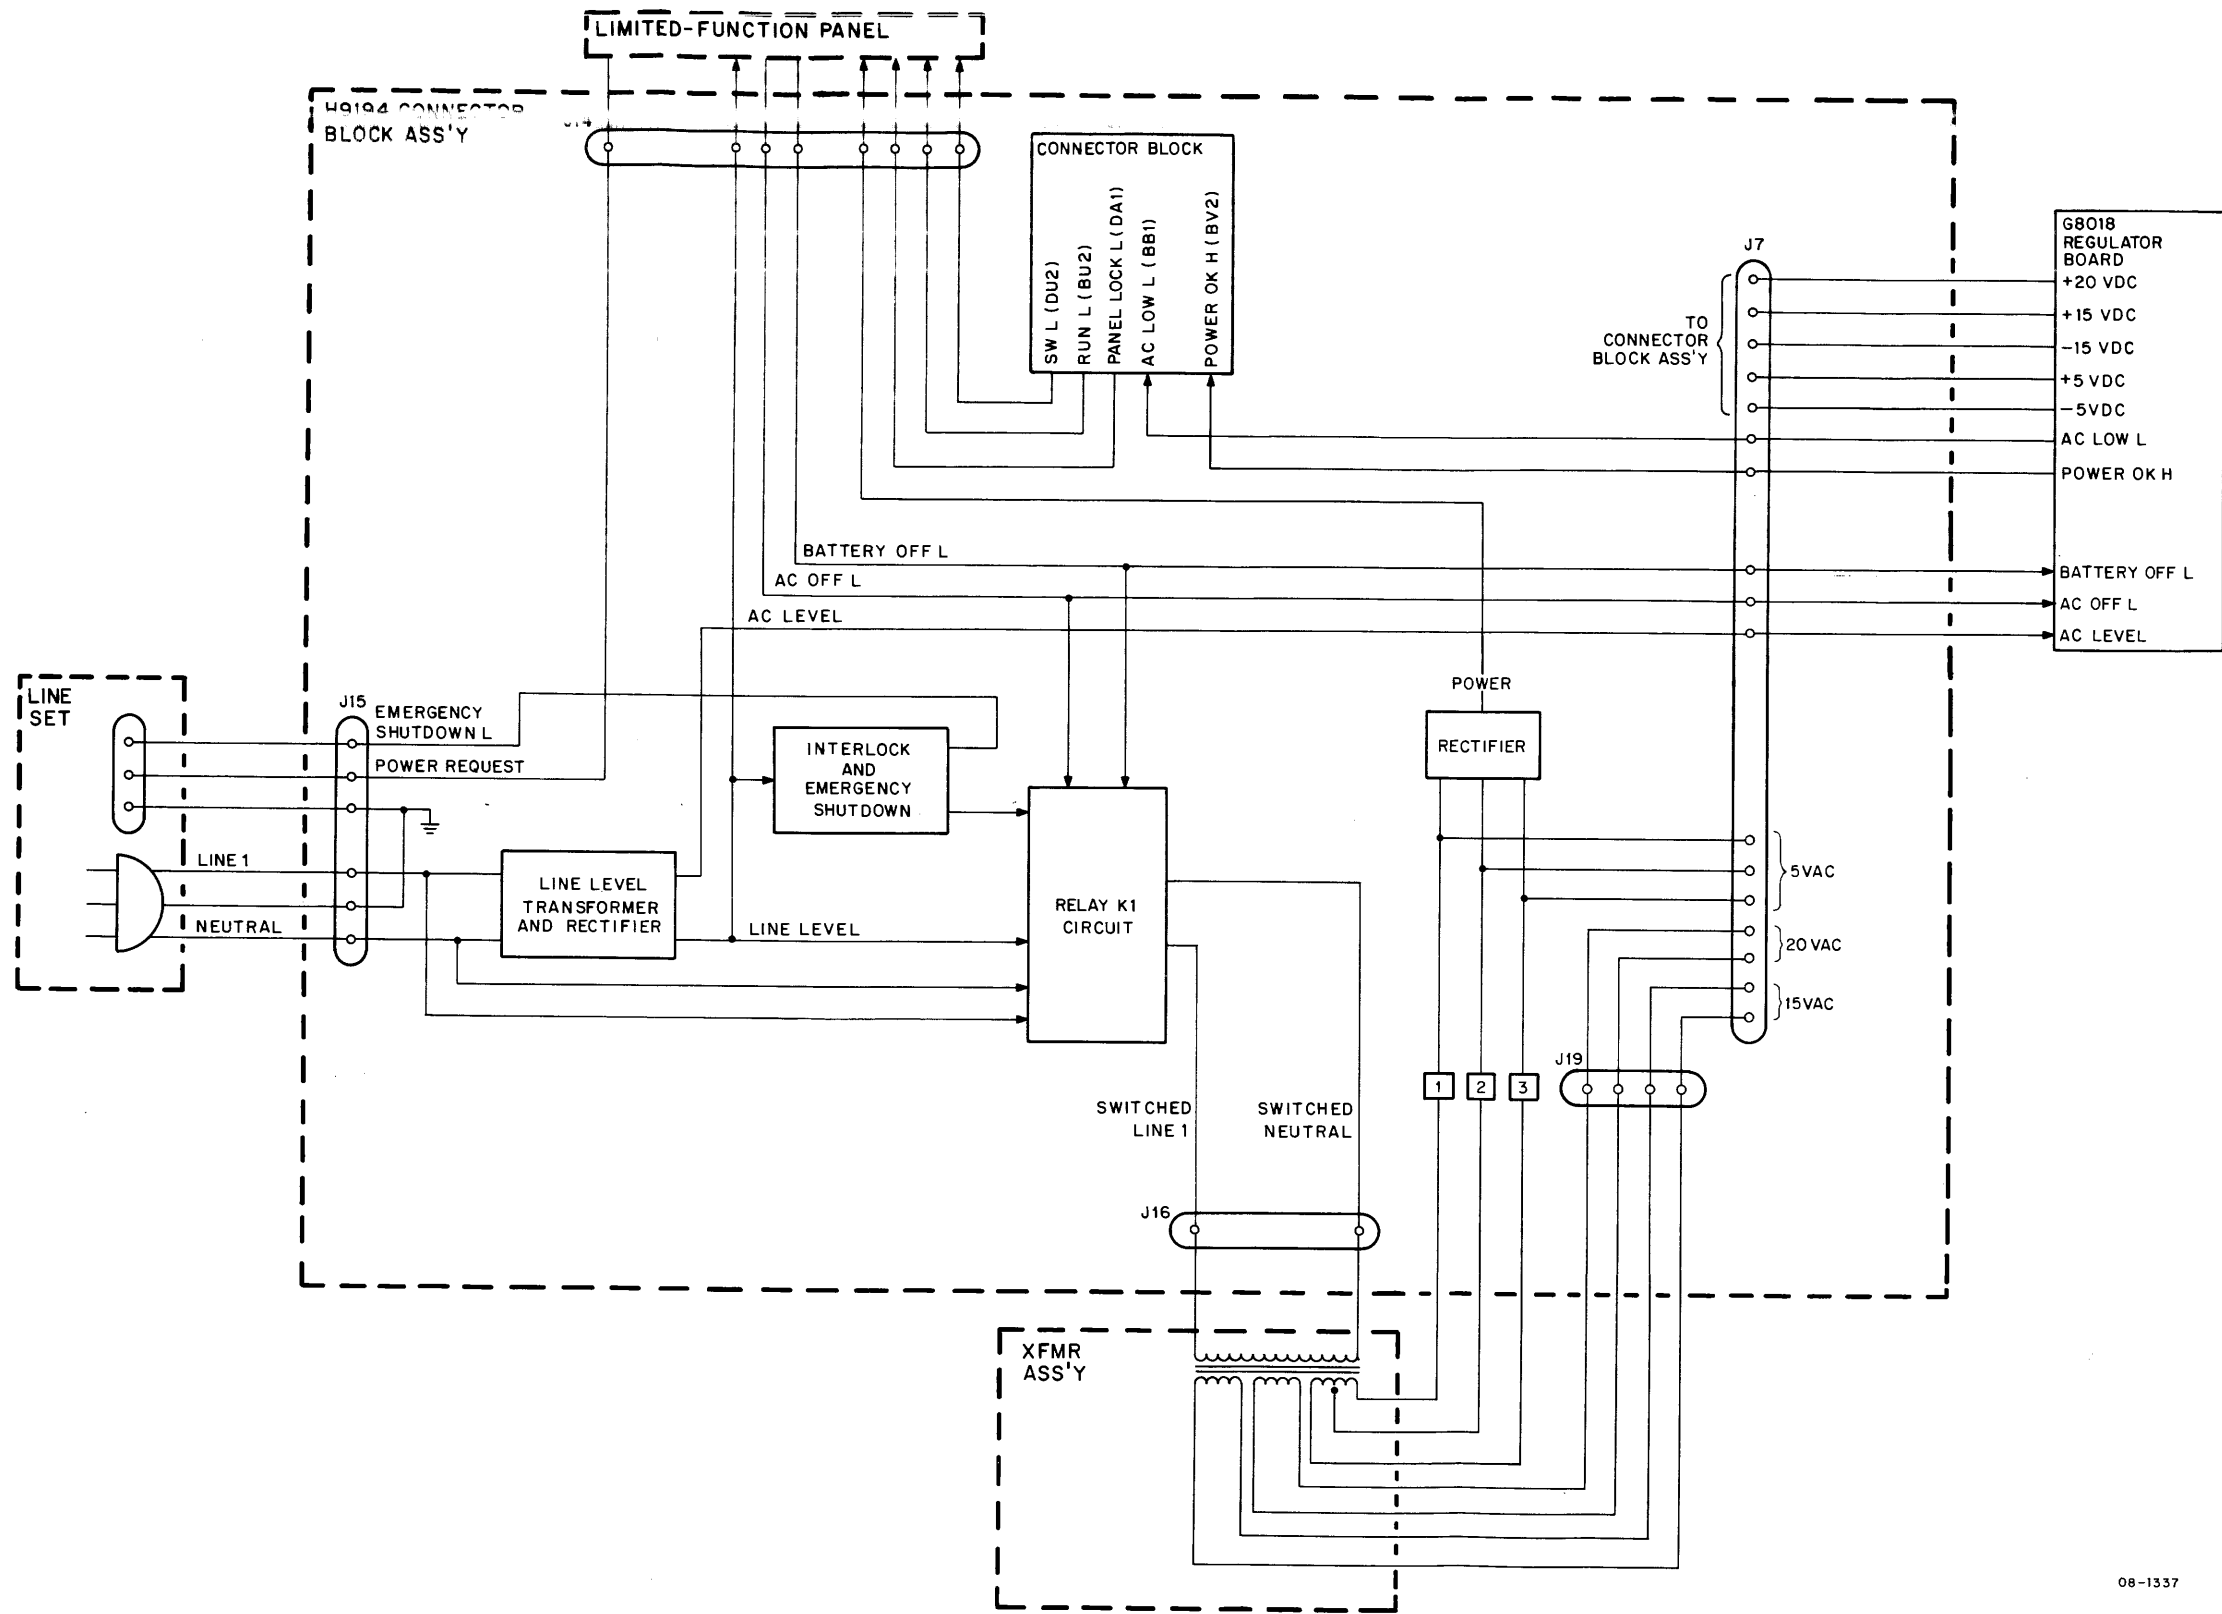 LIMITED-FUNCTION PANEL
H9194 CONNECTOR
BLOCK ASS'Y
J14
CONNECTOR BLOCK
SW L (DU2)
RUN L (BU2)
PANEL LOCK L (DA1)
AC LOW L (BB1)
POWER OK H (BV2)
J7
TO
CONNECTOR
BLOCK ASS'Y
G8018
REGULATOR
BOARD
+20 VDC
+15 VDC
-15 VDC
+5 VDC
-5VDC
AC LOW L
POWER OK H
BATTERY OFF L
AC OFF L
AC LEVEL
BATTERY OFF L
AC OFF L
AC LEVEL
LINE
SET
J15
EMERGENCY
SHUTDOWN L
POWER REQUEST
LINE 1
NEUTRAL
INTERLOCK
AND
EMERGENCY
SHUTDOWN
LINE LEVEL
TRANSFORMER
AND RECTIFIER
LINE LEVEL
RELAY K1
CIRCUIT
POWER
RECTIFIER
5VAC
20 VAC
15VAC
J19
1
2
3
SWITCHED
LINE 1
SWITCHED
NEUTRAL
J16
XFMR
ASS'Y
08-1337